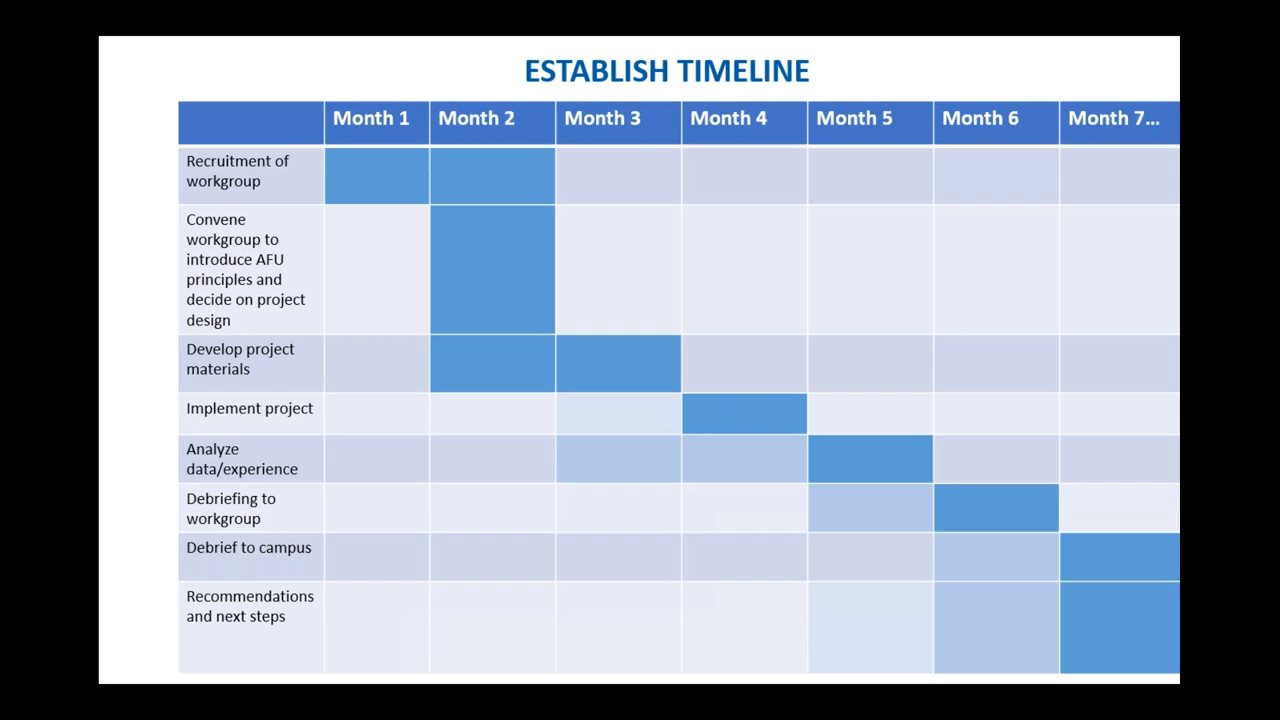 ESTABLISH TIMELINE
Month 1 Month 2 Month 3 Month 4 Month 5 Month 6 Month 7...
Recruitment of
workgroup
Convene
workgroup to
introduce AFU
principles and
decide on project
design
Develop project
materials
Implement project
Analyze
data/experience
Debriefing to
workgroup
Debrief to campus
Recommendations
and next steps